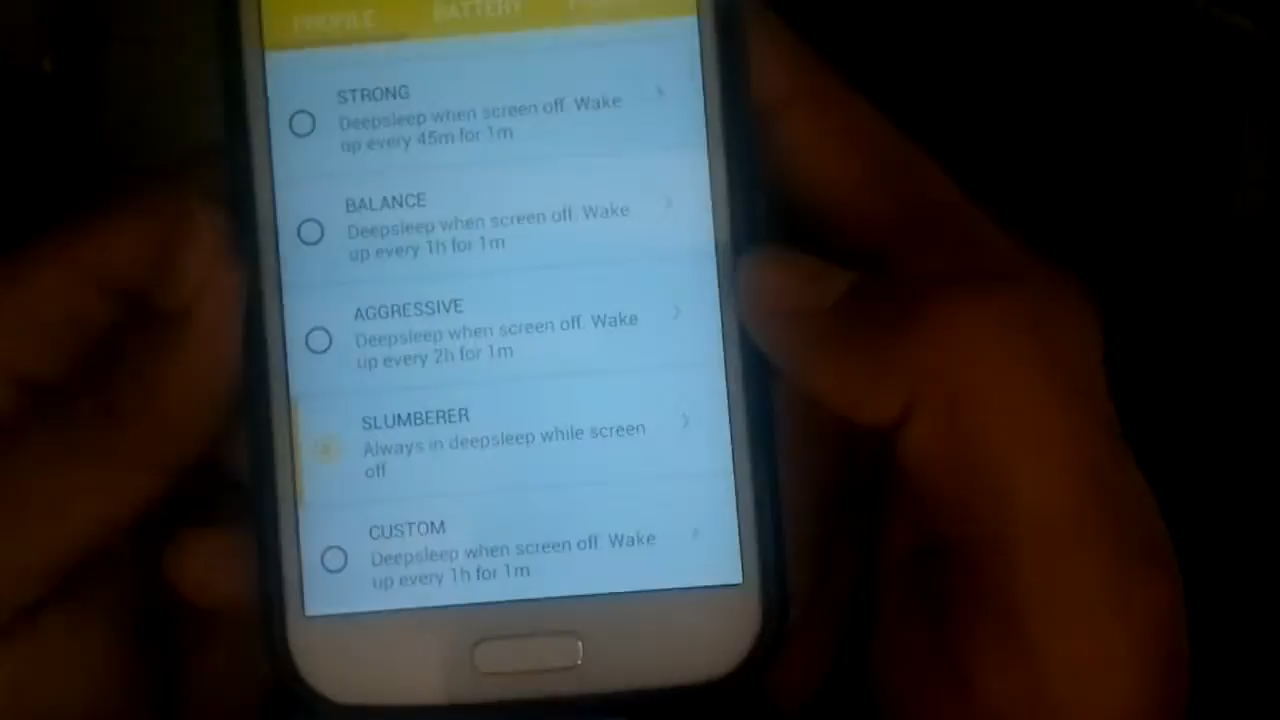 PROFILE BATTERY
STRONG
Deepsleep when screen off. Wake
up every 45m for 1m
BALANCE
Deepsleep when screen off. Wake
up every 1h for 1m
AGGRESSIVE
Deepsleep when screen off. Wake
up every 2h for 1m
SLUMBERER
Always in deepsleep while screen
off
CUSTOM
Deepsleep when screen off. Wake
up every 1h for 1m